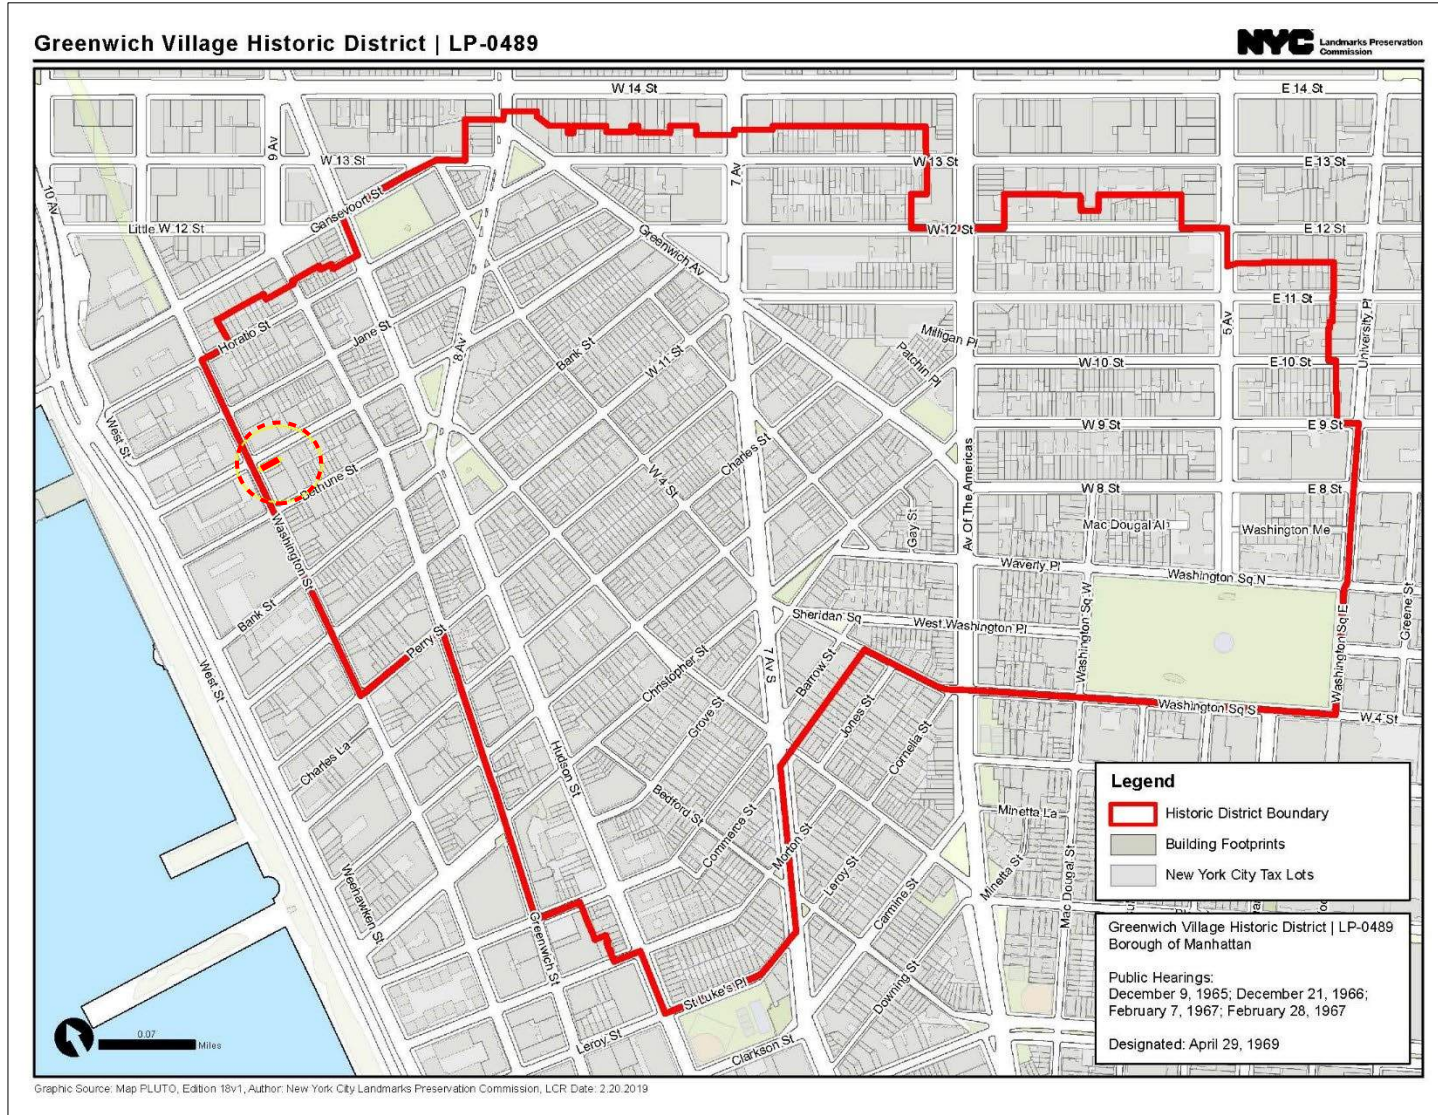 Greenwich Village Historic District | LP-0489
NYC Landmarks Preservation
Commission
W 14 St
E 14 St
9 Av
W 13 St
7 Av
W 13 St
E 13 St
10 Av
Gansevoort St
Little W 12 St
Greenwich Av
W 12 St
E 12 St
E 11 St
University Pl
5 Av
Horatio St
Jane St
8 Av
Bank St
W 11 St
Milligan Pl
Patchin Pl
W 10 St
E 10 St
West St
W 9 St
E 9 St
Charles St
W 4 St
Bethune St
W 8 St
E 8 St
Av Of The Americas
Gay St
Mac Dougal Al
Washington Me
Washington St
Waverly Pl
Washington Sq N
Bank St
Perry St
Sheridan Sq
West Washington Pl
Washington Sq W
Washington Sq E
Greene St
West St
Christopher St
7 Av S
Barrow St
Grove St
Jones St
Cornelia St
Washington Sq S
W 4 St
Charles La
Hudson St
Bedford St
Commerce St
Morton St
Leroy St
Carmine St
Minetta La
Minetta St
Mac Dougal St
Weehawken St
Greenwich St
St Luke's Pl
Downing St
Leroy St
Clarkson St
Legend
Historic District Boundary
Building Footprints
New York City Tax Lots
Greenwich Village Historic District | LP-0489
Borough of Manhattan
Public Hearings:
December 9, 1965; December 21, 1966;
February 7, 1967; February 28, 1967
Designated: April 29, 1969
0.07
Miles
Graphic Source: Map PLUTO, Edition 18v1, Author: New York City Landmarks Preservation Commission, LCR Date: 2.20.2019